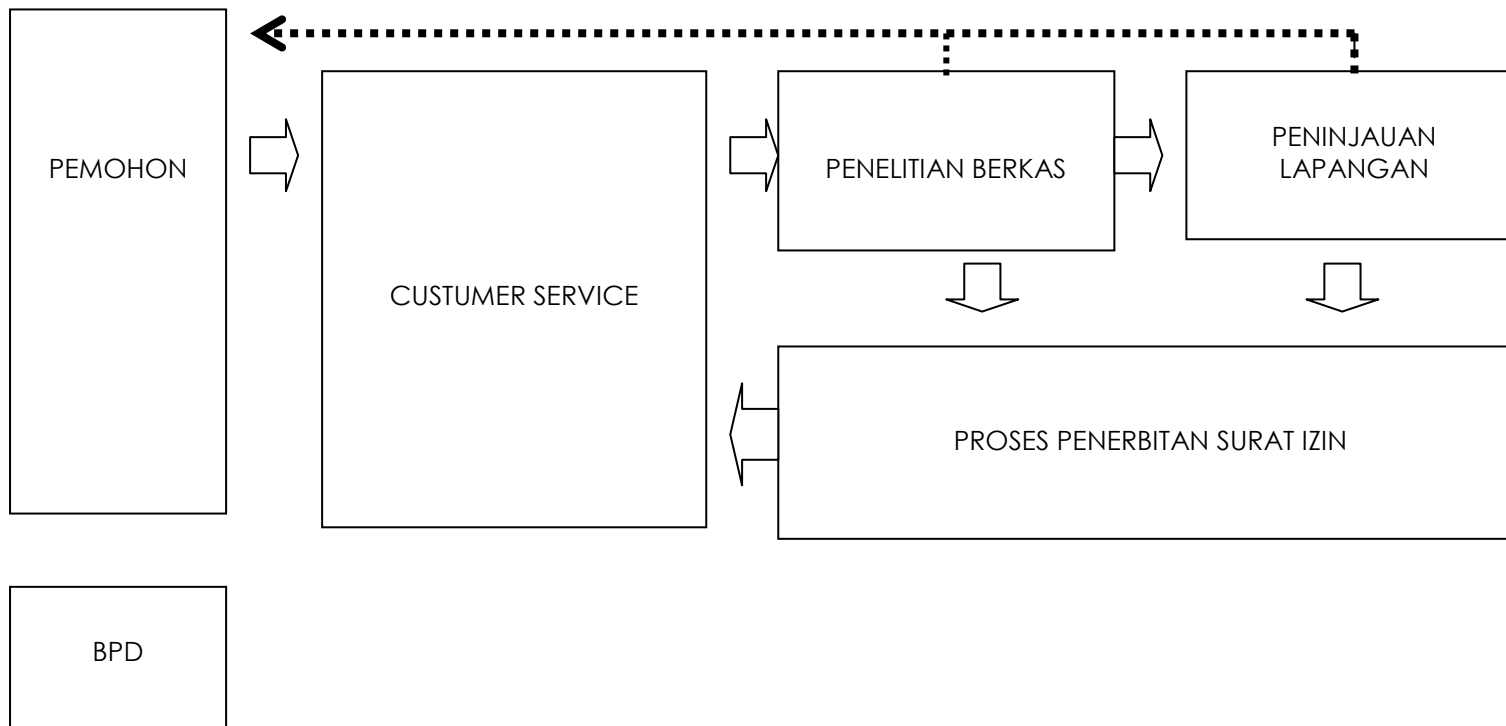 PEMOHON
CUSTUMER SERVICE
PENELITIAN BERKAS
PENINJAUAN
LAPANGAN
PROSES PENERBITAN SURAT IZIN
BPD